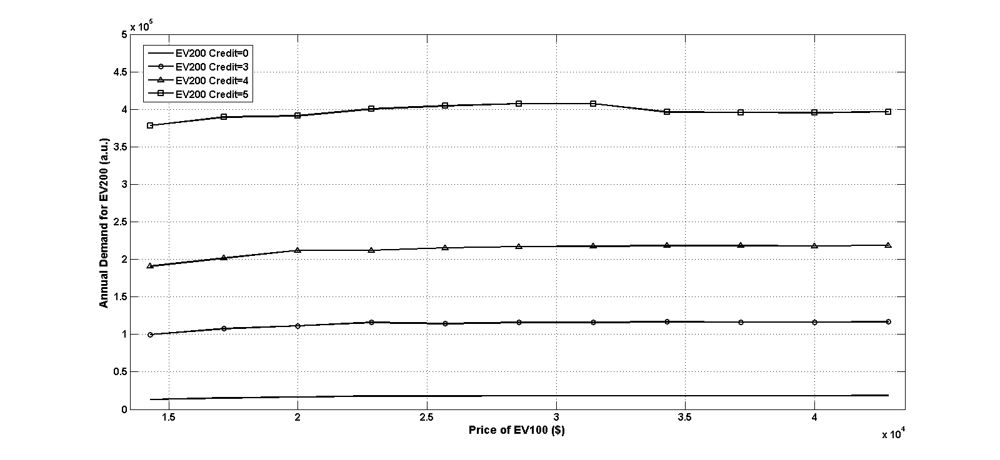 x 10^5
5
4.5
4
3.5
3
2.5
2
1.5
1
0.5
0
Annual Demand for EV200 (a.u.)
EV200 Credit=0
EV200 Credit=3
EV200 Credit=4
EV200 Credit=5
1.5 2 2.5 3 3.5 4
Price of EV100 ($)
x 10^4